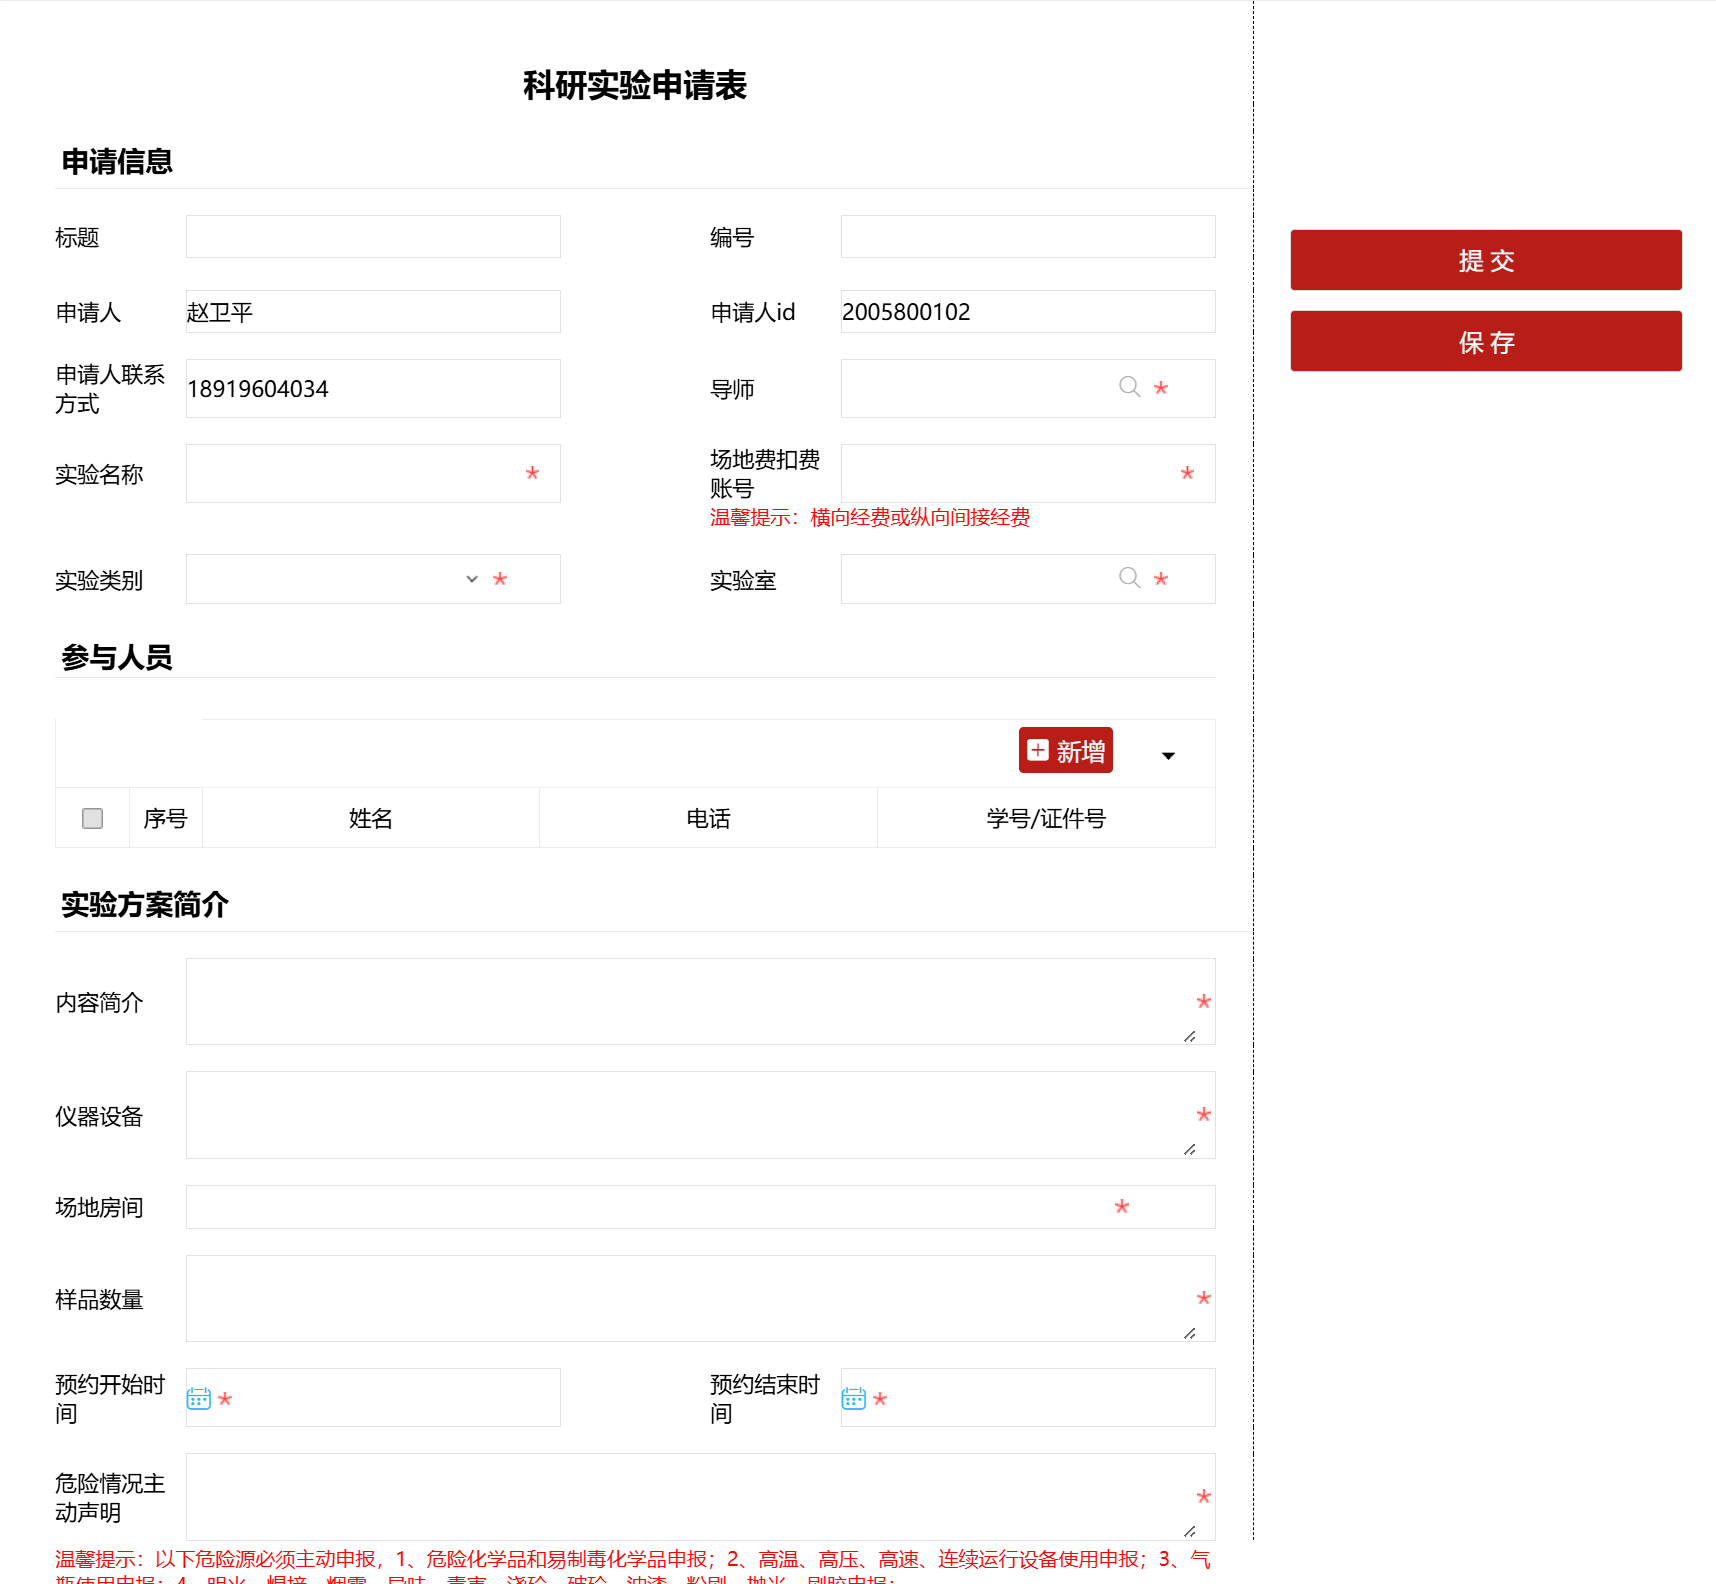 科研实验申请表
申请信息
标题
编号
提 交
申请人
赵卫平
申请人id
2005800102
保 存
申请人联系
方式
18919604034
导师
*
实验名称
*
场地费扣费
账号
*
温馨提示：横向经费或纵向间接经费
实验类别
*
实验室
*
参与人员
新增
序号 姓名 电话 学号/证件号
实验方案简介
内容简介
*
仪器设备
*
场地房间
*
样品数量
*
预约开始时
间
*
预约结束时
间
*
危险情况主
动声明
*
温馨提示：以下危险源必须主动申报，1、危险化学品和易制毒化学品申报；2、高温、高压、高速、连续运行设备使用申报；3、气